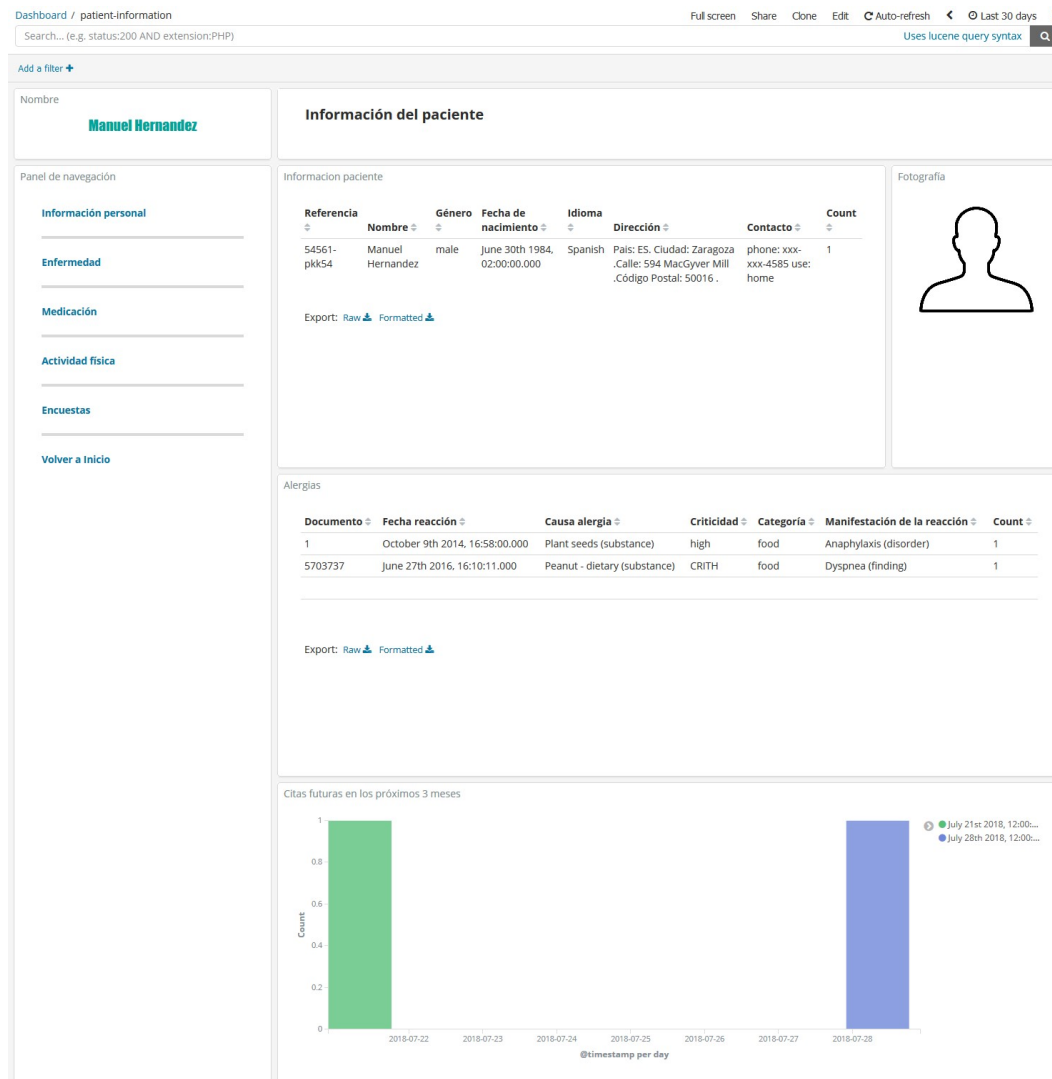 Dashboard / patient-information
Full screen Share Clone Edit Auto-refresh Last 30 days
Search... (e.g. status:200 AND extension:PHP)
Uses lucene query syntax
Add a filter +
Nombre
Manuel Hernandez
Información del paciente
Panel de navegación
Información personal
Enfermedad
Medicación
Actividad física
Encuestas
Volver a Inicio
Informacion paciente
Referencia Nombre Género Fecha de nacimiento Idioma Dirección Contacto Count
54561- Manuel male June 30th 1984, Spanish Pais: ES. Ciudad: Zaragoza phone: xxx- 1
pkk54 Hernandez 02:00:00.000 .Calle: 594 MacGyver Mill xxx-4585 use:
.Código Postal: 50016 . home
Export: Raw Formatted
Fotografía
Alergias
Documento Fecha reacción Causa alergia Criticidad Categoría Manifestación de la reacción Count
1 October 9th 2014, 16:58:00.000 Plant seeds (substance) high food Anaphylaxis (disorder) 1
5703737 June 27th 2016, 16:10:11.000 Peanut - dietary (substance) CRITH food Dyspnea (finding) 1
Export: Raw Formatted
Citas futuras en los próximos 3 meses
1
0.8
0.6
0.4
0.2
0
Count
2018-07-22 2018-07-23 2018-07-24 2018-07-25 2018-07-26 2018-07-27 2018-07-28
@timestamp per day
July 21st 2018, 12:00:...
July 28th 2018, 12:00:...